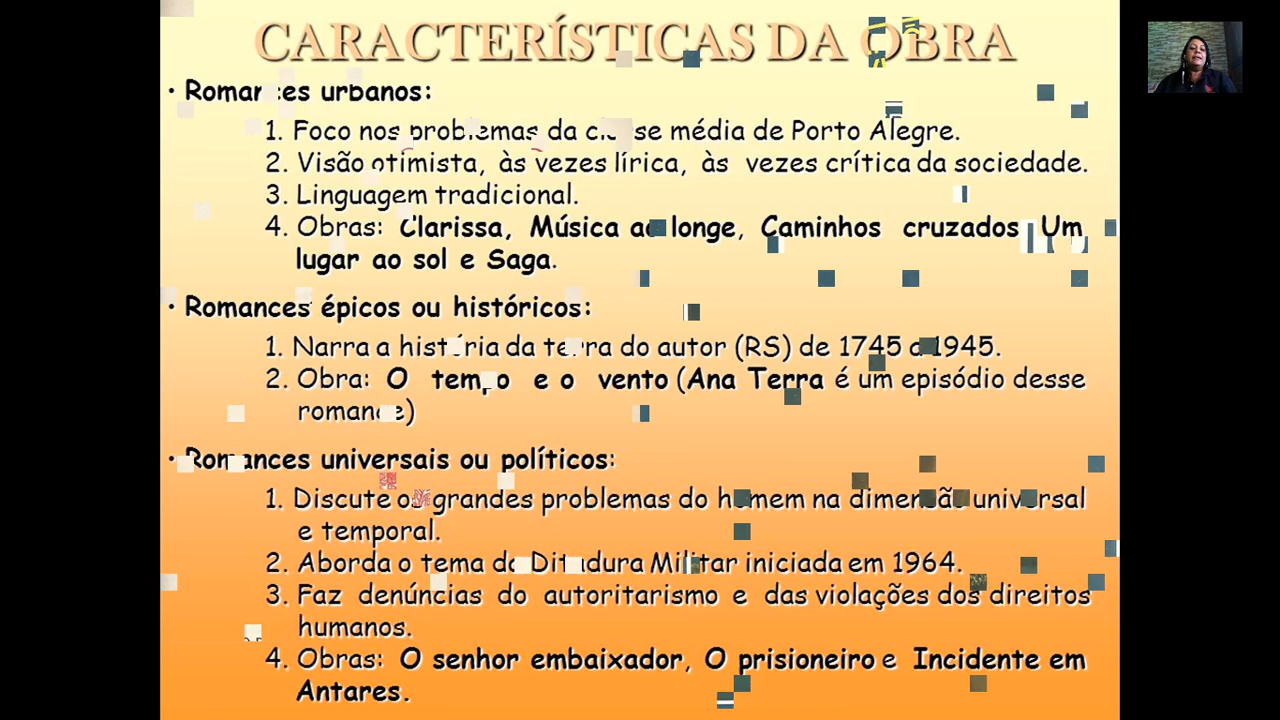 CARACTERÍSTICAS DA OBRA
• Romances urbanos:
1. Foco nos problemas da classe média de Porto Alegre.
2. Visão otimista, às vezes lírica, às vezes crítica da sociedade.
3. Linguagem tradicional.
4. Obras: Clarissa, Música ao longe, Caminhos cruzados Um
lugar ao sol e Saga.
• Romances épicos ou históricos:
1. Narra a história da terra do autor (RS) de 1745 a 1945.
2. Obra: O tempo e o vento (Ana Terra é um episódio desse
romance)
• Romances universais ou políticos:
1. Discute os grandes problemas do homem na dimensão universal
e temporal.
2. Aborda o tema da Ditadura Militar iniciada em 1964.
3. Faz denúncias do autoritarismo e das violações dos direitos
humanos.
4. Obras: O senhor embaixador, O prisioneiro e Incidente em
Antares.